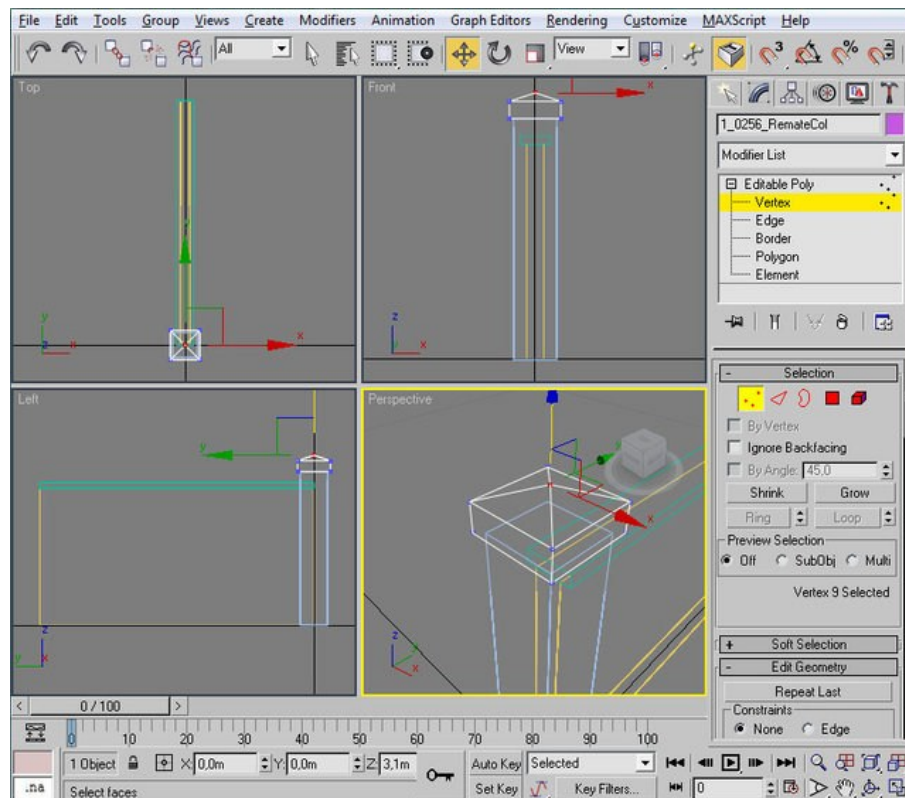 File Edit Tools Group Views Create Modifiers Animation Graph Editors Rendering Customize MAXScript Help
All View 3 %
Top Front
1_0256_RemateCol
Modifier List
Editable Poly
Vertex
Edge
Border
Polygon
Element
x
x
z
y x
z x
y
Selection
By Vertex
Ignore Backfacing
By Angle: 45,0
Shrink Grow
Ring Loop
Preview Selection
Off SubObj Multi
Vertex 9 Selected
Left Perspective
y
y
x
z
y x
z
x
Soft Selection
Edit Geometry
Repeat Last
Constraints
None Edge
< 0 / 100 >
0 10 20 30 40 50 60 70 80 90 100
1 Object X: 0,0m Y: 0,0m Z: 3,1m Auto Key Selected
.na Select faces Set Key Key Filters... 0